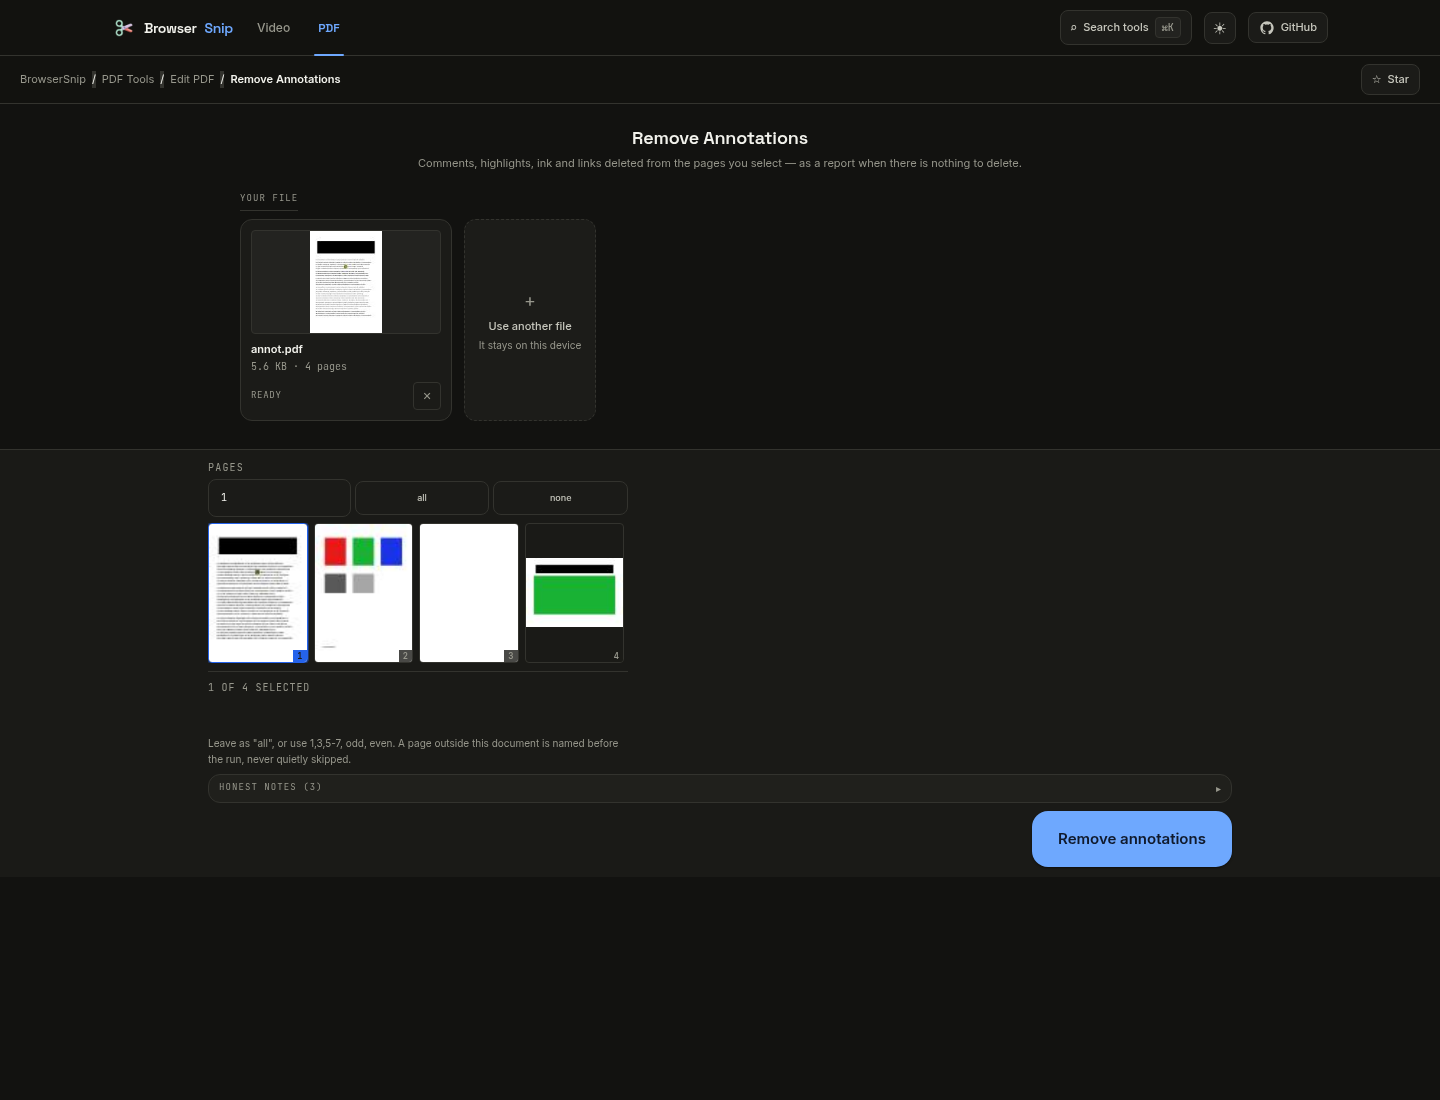 Browser Snip Video PDF Search tools ⌘K GitHub
BrowserSnip / PDF Tools / Edit PDF / Remove Annotations ☆ Star
Remove Annotations
Comments, highlights, ink and links deleted from the pages you select — as a report when there is nothing to delete.
YOUR FILE
annot.pdf
5.6 KB · 4 pages
READY ×
+
Use another file
It stays on this device
PAGES
1 all none
1 2 3 4
1 OF 4 SELECTED
Leave as "all", or use 1,3,5-7, odd, even. A page outside this document is named before
the run, never quietly skipped.
HONEST NOTES (3) ▸
Remove annotations